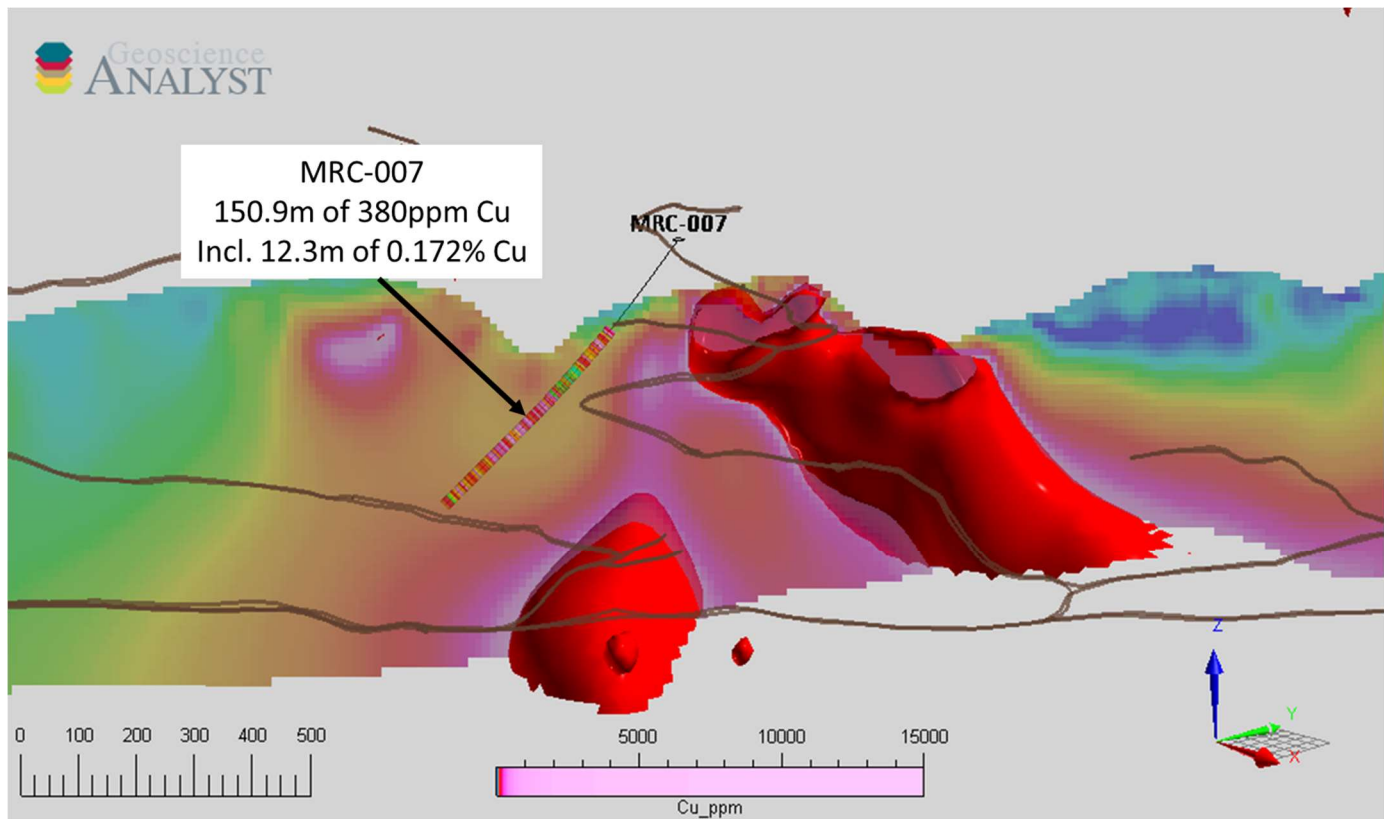 Geoscience
ANALYST
MRC-007
150.9m of 380ppm Cu
Incl. 12.3m of 0.172% Cu
MRC-007
Z
Y
X
0 100 200 300 400 500
5000 10000 15000
Cu_ppm